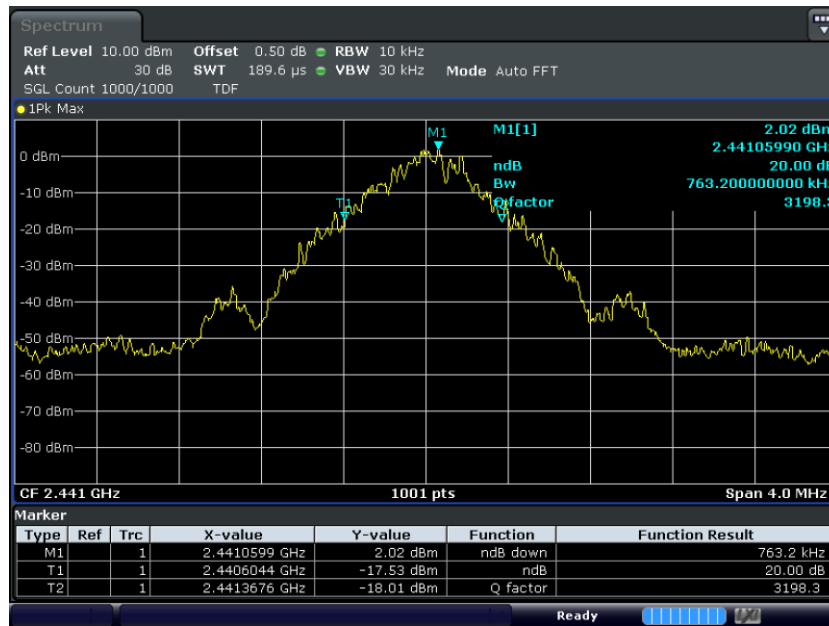 Spectrum
Ref Level 10.00 dBm Offset 0.50 dB RBW 10 kHz
Att 30 dB SWT 189.6 µs VBW 30 kHz Mode Auto FFT
SGL Count 1000/1000 TDF
1Pk Max
M1 M1[1] 2.02 dBm
2.44105990 GHz
0 dBm
ndB 20.00 dB
Bw 763.200000000 kHz
-10 dBm
T1 Q factor 3198.3
-20 dBm
-30 dBm
-40 dBm
-50 dBm
-60 dBm
-70 dBm
-80 dBm
CF 2.441 GHz 1001 pts Span 4.0 MHz
Marker
Type Ref Trc X-value Y-value Function Function Result
M1 1 2.4410599 GHz 2.02 dBm ndB down 763.2 kHz
T1 1 2.4406044 GHz -17.53 dBm ndB 20.00 dB
T2 1 2.4413676 GHz -18.01 dBm Q factor 3198.3
Ready